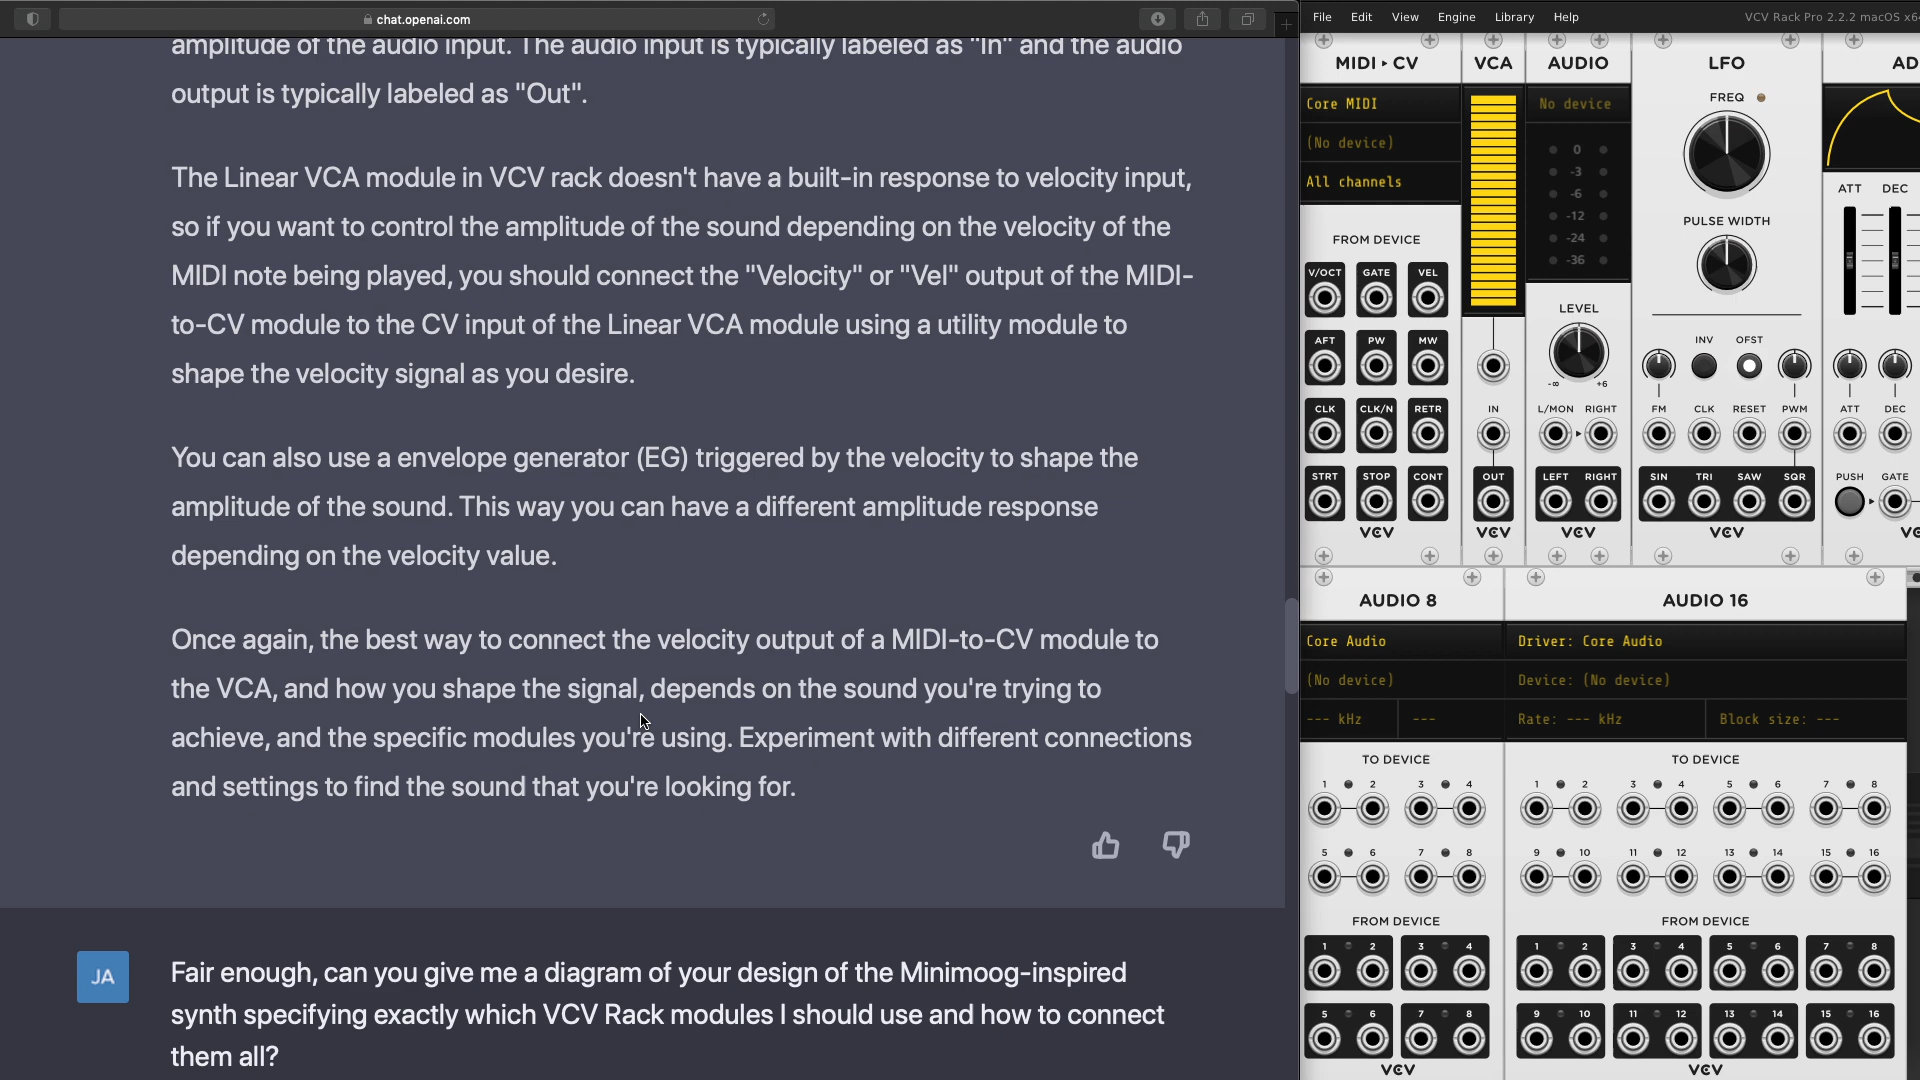 chat.openai.com
amplitude of the audio input. The audio input is typically labeled as "In" and the audio
output is typically labeled as "Out".
The Linear VCA module in VCV rack doesn't have a built-in response to velocity input,
so if you want to control the amplitude of the sound depending on the velocity of the
MIDI note being played, you should connect the "Velocity" or "Vel" output of the MIDI-
to-CV module to the CV input of the Linear VCA module using a utility module to
shape the velocity signal as you desire.
You can also use a envelope generator (EG) triggered by the velocity to shape the
amplitude of the sound. This way you can have a different amplitude response
depending on the velocity value.
Once again, the best way to connect the velocity output of a MIDI-to-CV module to
the VCA, and how you shape the signal, depends on the sound you're trying to
achieve, and the specific modules you're using. Experiment with different connections
and settings to find the sound that you're looking for.
JA
Fair enough, can you give me a diagram of your design of the Minimoog-inspired
synth specifying exactly which VCV Rack modules I should use and how to connect
them all?
File Edit View Engine Library Help VCV Rack Pro 2.2.2 macOS x6
MIDI ▸ CV
Core MIDI
(No device)
All channels
FROM DEVICE
V/OCT GATE VEL
AFT PW MW
CLK CLK/N RETR
STRT STOP CONT
VCV
VCA
IN
OUT
VCV
AUDIO
No device
0
-3
-6
-12
-24
-36
LEVEL
-∞ +6
L/MON RIGHT
LEFT RIGHT
VCV
LFO
FREQ
PULSE WIDTH
INV OFST
FM CLK RESET PWM
SIN TRI SAW SQR
VCV
AD
ATT DEC
ATT DEC
PUSH GATE
VC
AUDIO 8
Core Audio
(No device)
--- kHz ---
TO DEVICE
1 2 3 4
5 6 7 8
FROM DEVICE
1 2 3 4
5 6 7 8
VCV
AUDIO 16
Driver: Core Audio
Device: (No device)
Rate: --- kHz Block size: ---
TO DEVICE
1 2 3 4 5 6 7 8
9 10 11 12 13 14 15 16
FROM DEVICE
1 2 3 4 5 6 7 8
9 10 11 12 13 14 15 16
VCV